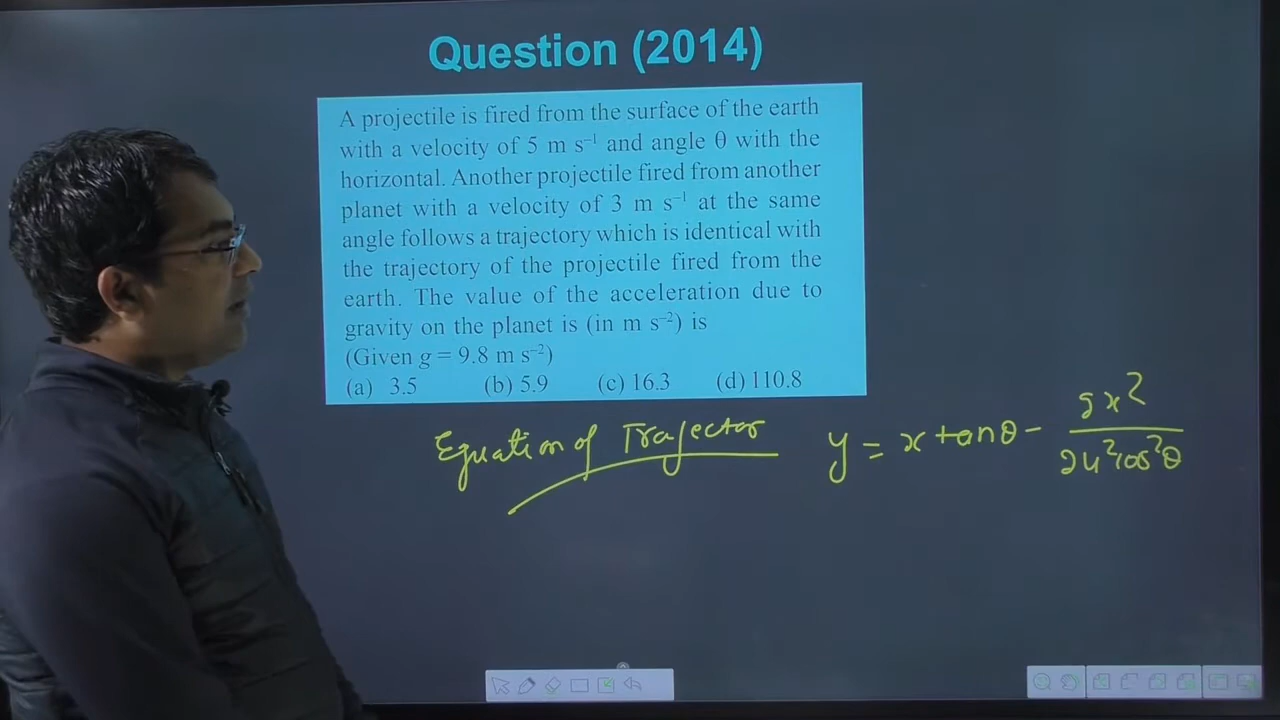 Question (2014)
A projectile is fired from the surface of the earth
with a velocity of 5 m s⁻¹ and angle θ with the
horizontal. Another projectile fired from another
planet with a velocity of 3 m s⁻¹ at the same
angle follows a trajectory which is identical with
the trajectory of the projectile fired from the
earth. The value of the acceleration due to
gravity on the planet is (in m s⁻²) is
(Given g = 9.8 m s⁻²)
(a) 3.5 (b) 5.9 (c) 16.3 (d) 110.8
Equation of Trajector y = x tanθ - gx²/2u²cos²θ